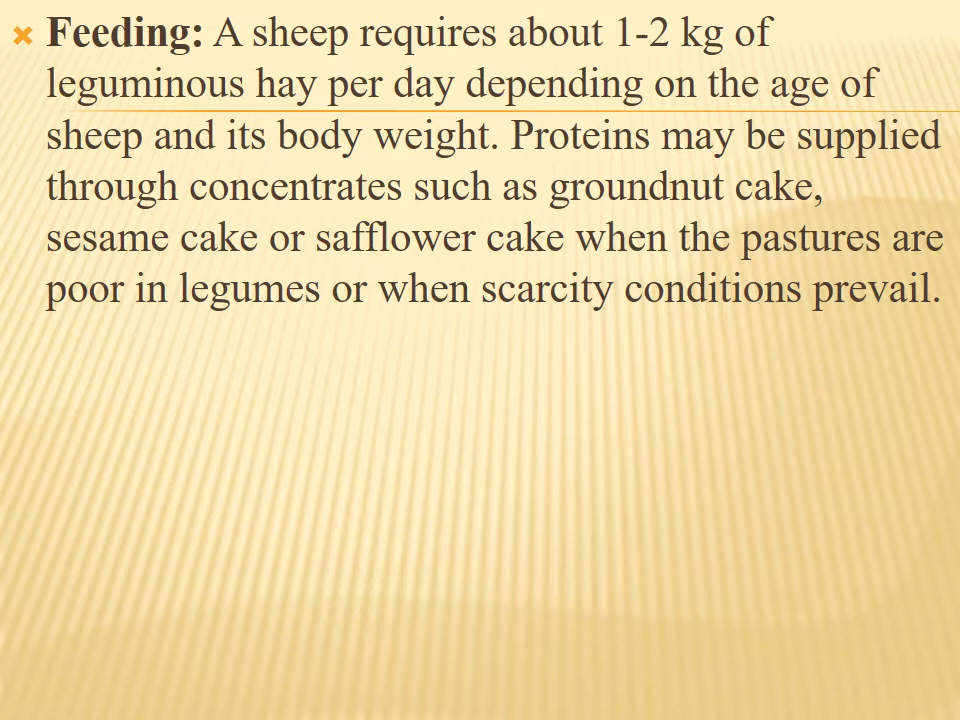 Feeding: A sheep requires about 1-2 kg of
leguminous hay per day depending on the age of
sheep and its body weight. Proteins may be supplied
through concentrates such as groundnut cake,
sesame cake or safflower cake when the pastures are
poor in legumes or when scarcity conditions prevail.